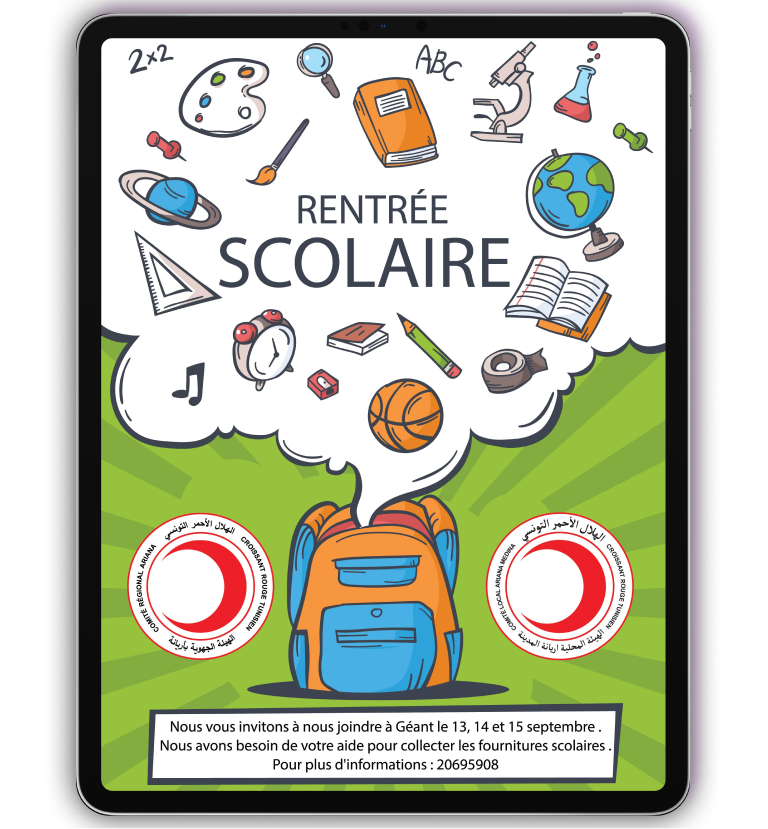 2×2
ABC
RENTRÉE
SCOLAIRE
الهلال الأحمر التونسي
CROISSANT ROUGE TUNISIEN
COMITÉ RÉGIONAL ARIANA
الهيئة الجهوية بأريانة
الهلال الأحمر التونسي
CROISSANT ROUGE TUNISIEN
COMITÉ LOCAL ARIANA MEDINA
الهيئة المحلية اريانة المدينة
Nous vous invitons à nous joindre à Géant le 13, 14 et 15 septembre .
Nous avons besoin de votre aide pour collecter les fournitures scolaires .
Pour plus d'informations : 20695908